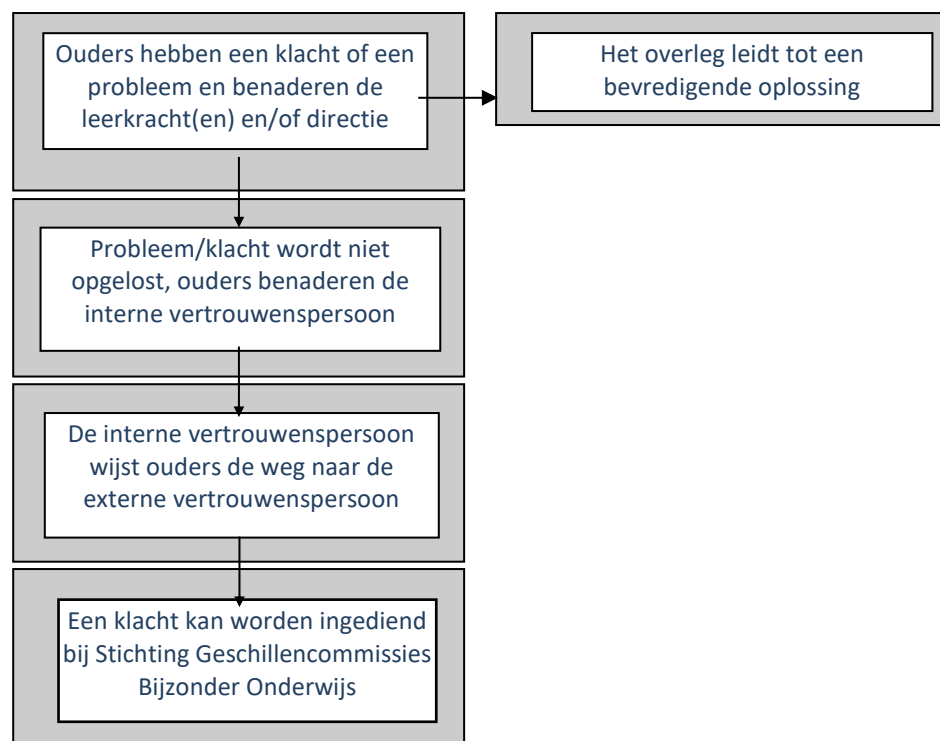 Ouders hebben een klacht of een
probleem en benaderen de
leerkracht(en) en/of directie
Het overleg leidt tot een
bevredigende oplossing
Probleem/klacht wordt niet
opgelost, ouders benaderen de
interne vertrouwenspersoon
De interne vertrouwenspersoon
wijst ouders de weg naar de
externe vertrouwenspersoon
Een klacht kan worden ingediend
bij Stichting Geschillencommissies
Bijzonder Onderwijs